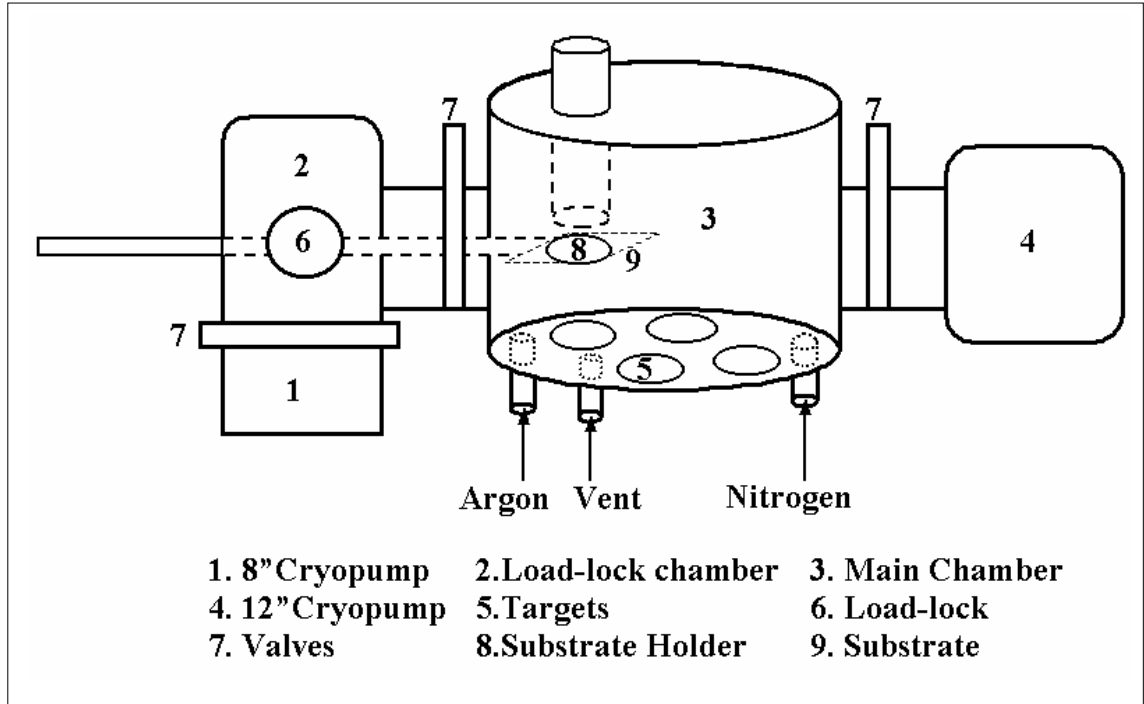 7
7
2
3
6
8
9
4
7
5
1
Argon Vent Nitrogen
1. 8”Cryopump 2.Load-lock chamber 3. Main Chamber
4. 12”Cryopump 5.Targets 6. Load-lock
7. Valves 8.Substrate Holder 9. Substrate